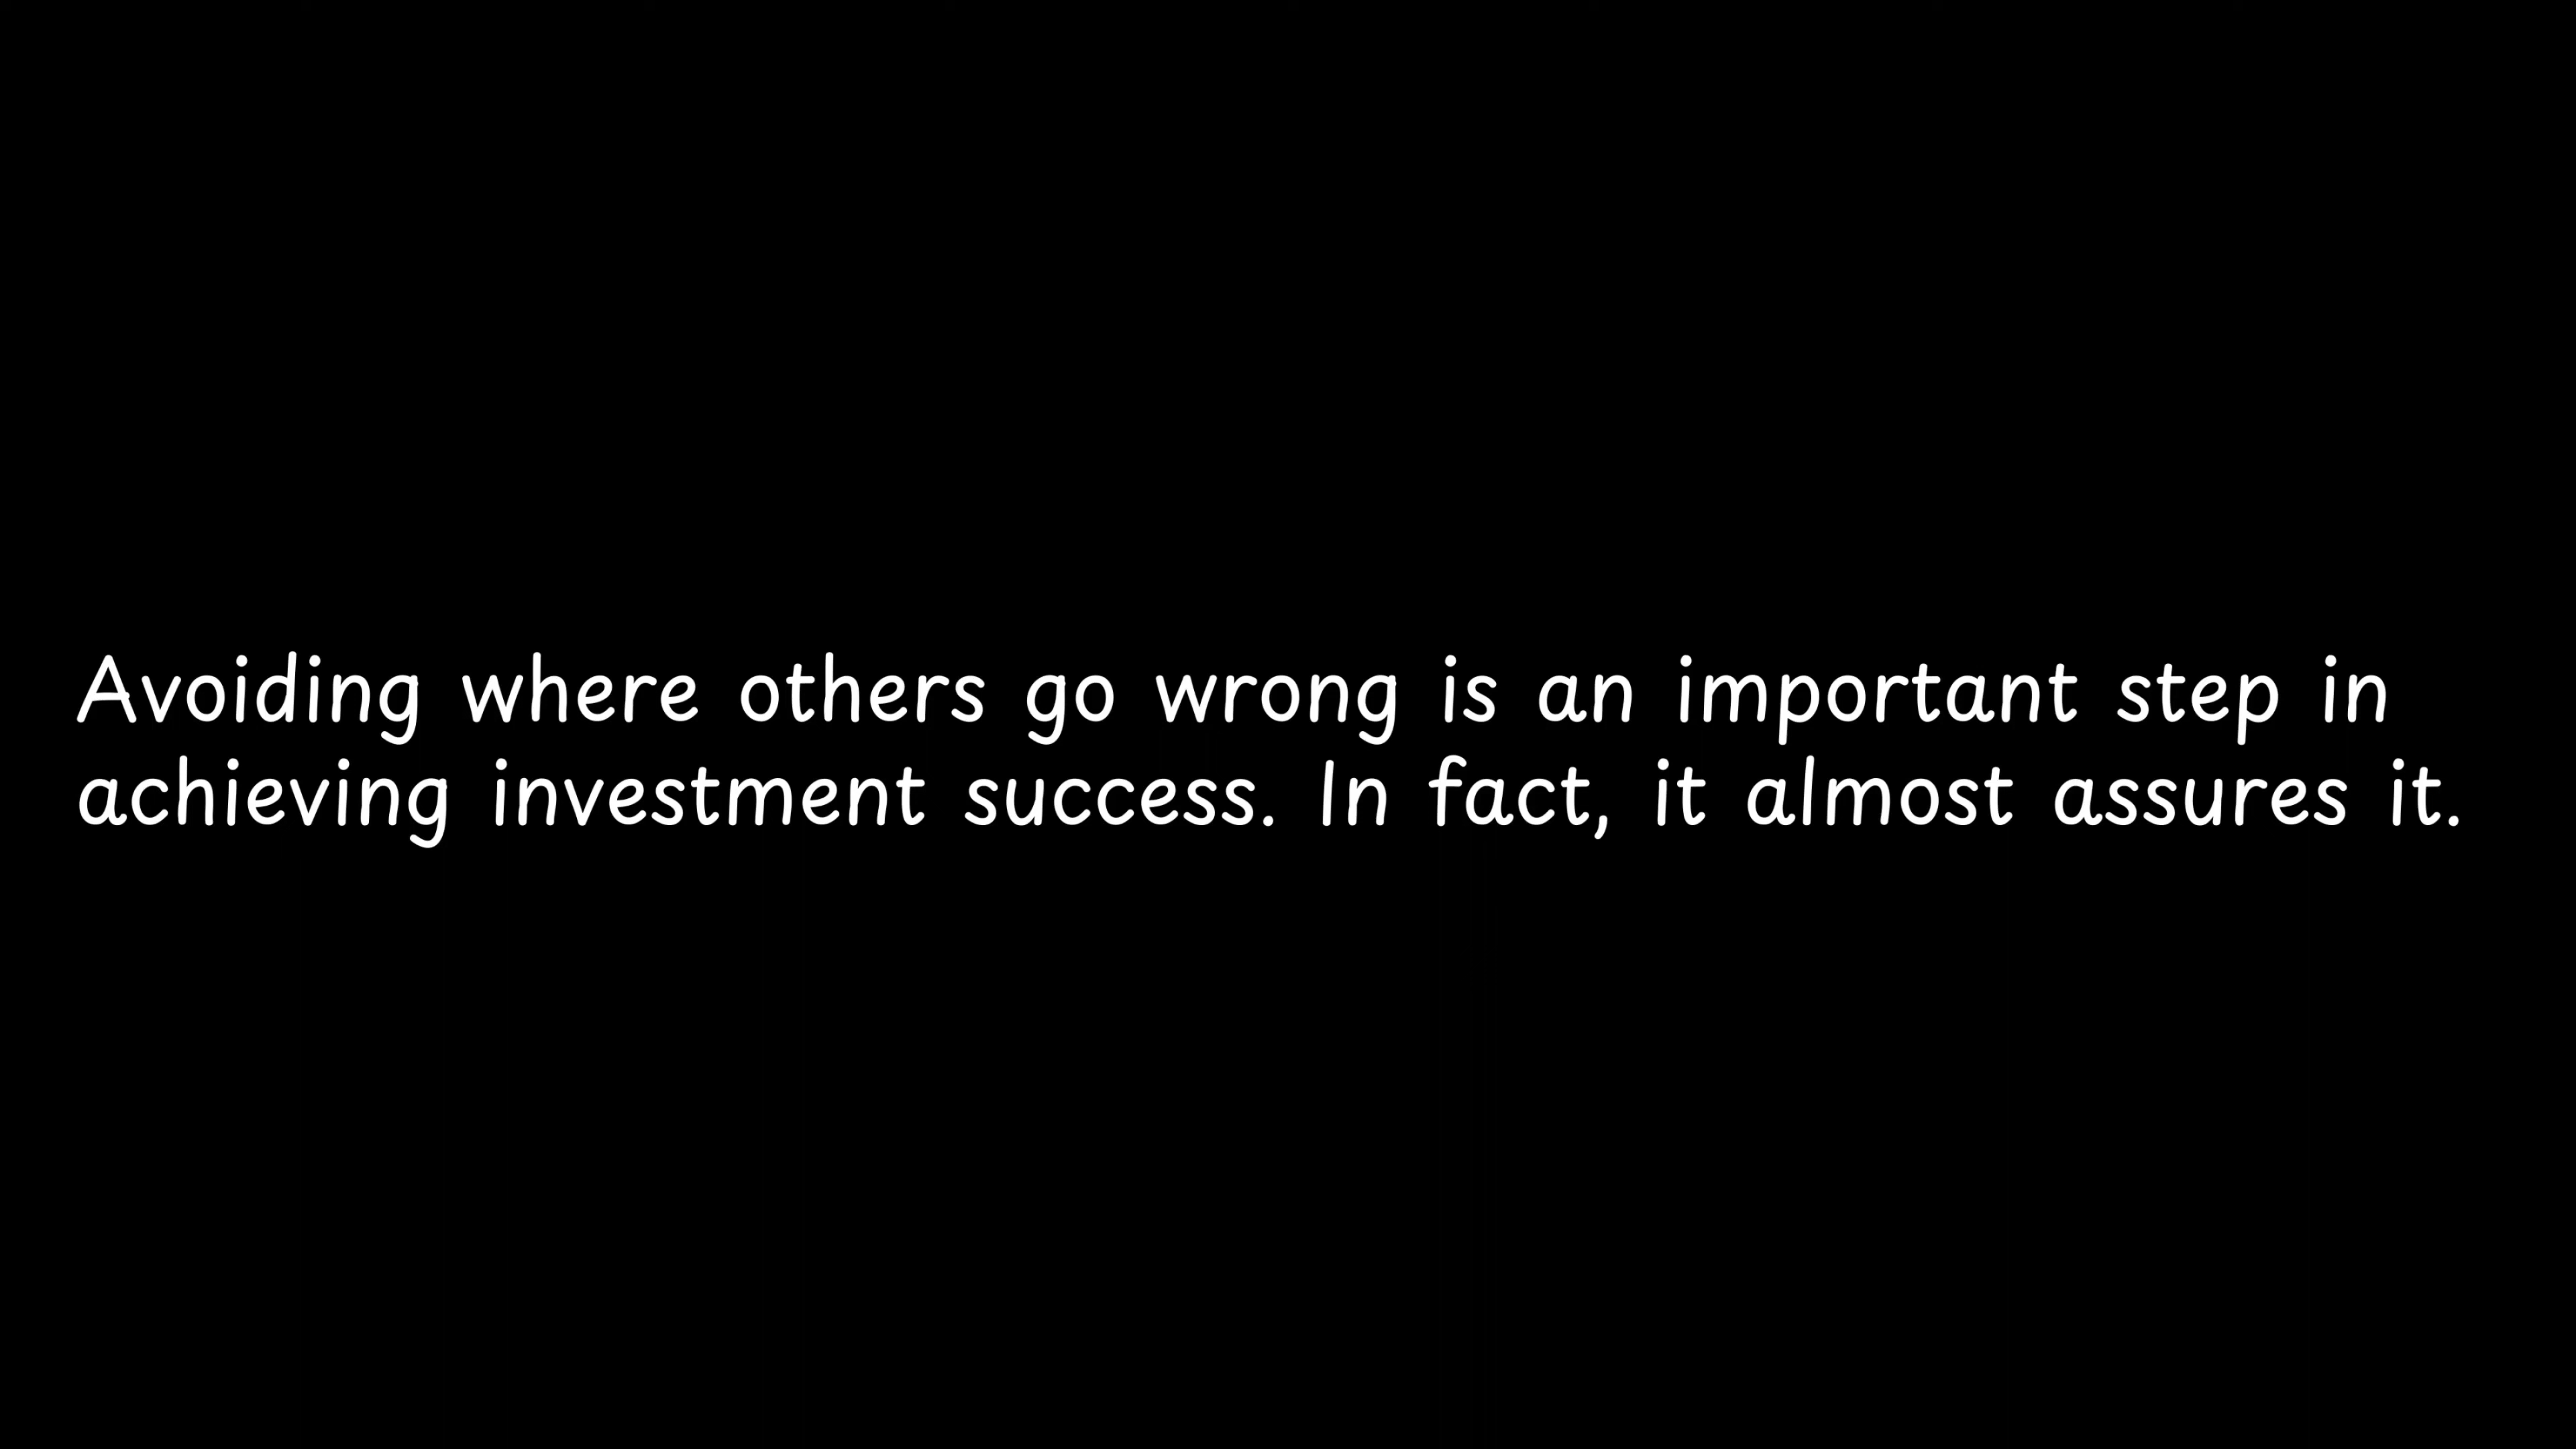 Avoiding where others go wrong is an important step in
achieving investment success. In fact, it almost assures it.